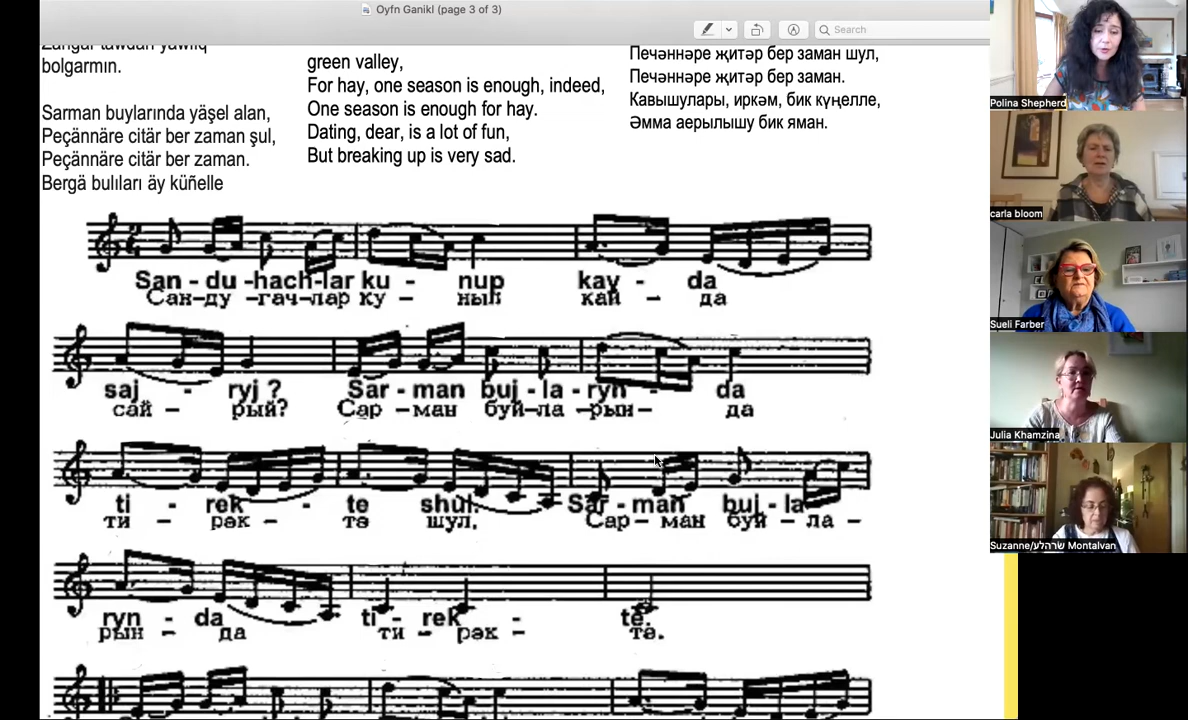 Oyfn Ganikl (page 3 of 3)
Search
Zangar tawdan yawlıq
bolgarmın.
Sarman buylarında yäşel alan,
Peçännäre citär ber zaman şul,
Peçännäre citär ber zaman.
Bergä bulıları äy küñelle
green valley,
For hay, one season is enough, indeed,
One season is enough for hay.
Dating, dear, is a lot of fun,
But breaking up is very sad.
Печәннәре җитәр бер заман шул,
Печәннәре җитәр бер заман.
Кавышулары, иркәм, бик күңелле,
Әмма аерылышу бик яман.
San - du - hach - lar ku - nup kay - da
Сан – ду – гач – лар ку – нып кай – да
saj - ryj ? Sar - man buj - la - ryn - da
сай – рый? Сар – ман буй – ла – рын – да
ti - rek - te shul. Sar - man buj - la
ти – рәк – тә шул. Сар – ман буй – ла –
ryn - da ti - rek - te.
рын – да ти – рәк – тә.
Polina Shepherd
carla bloom
Sueli Farber
Julia Khamzina
Suzanne/שרהלע Montalvan